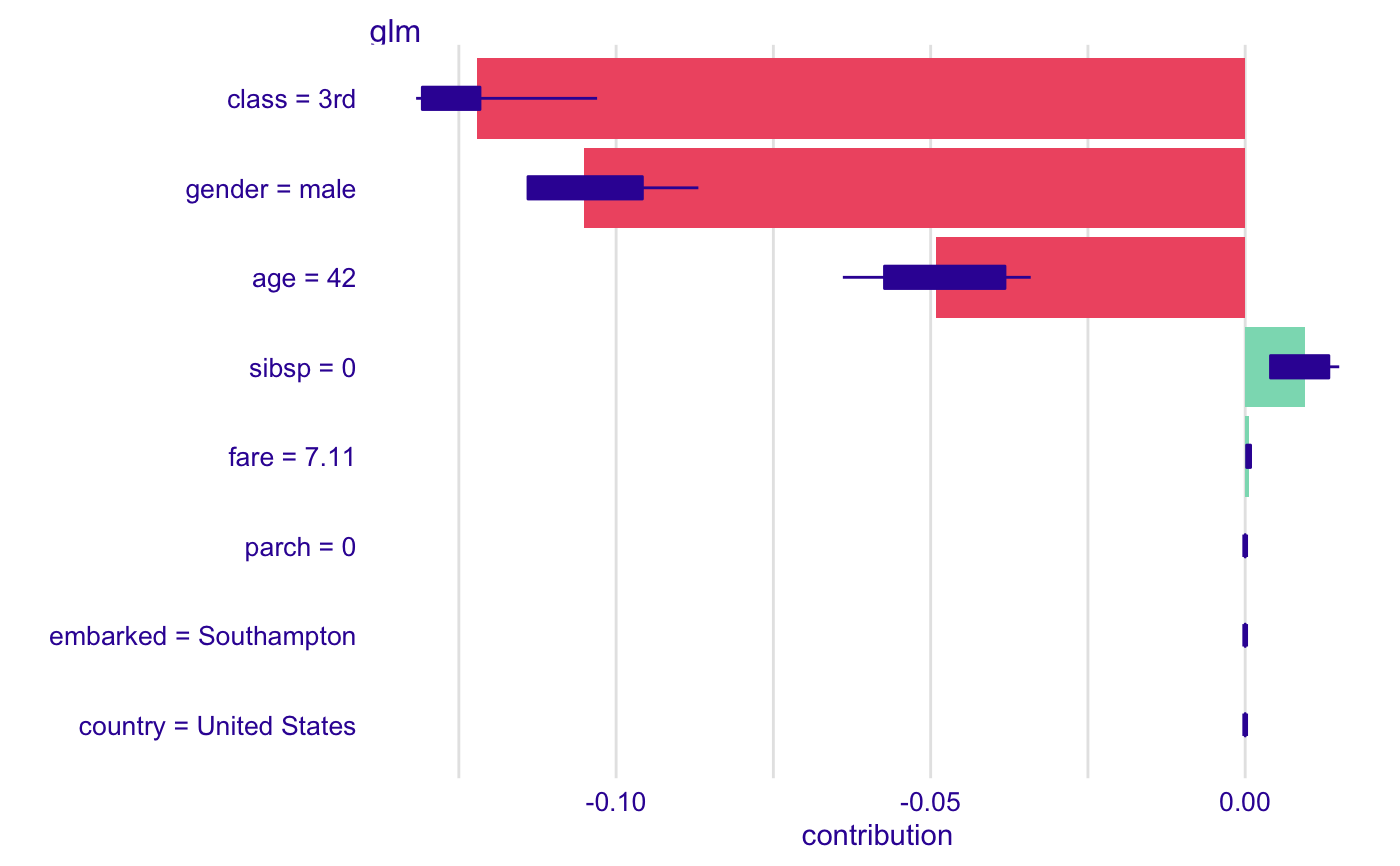 glm
class = 3rd
gender = male
age = 42
sibsp = 0
fare = 7.11
parch = 0
embarked = Southampton
country = United States
-0.10 -0.05 0.00
contribution